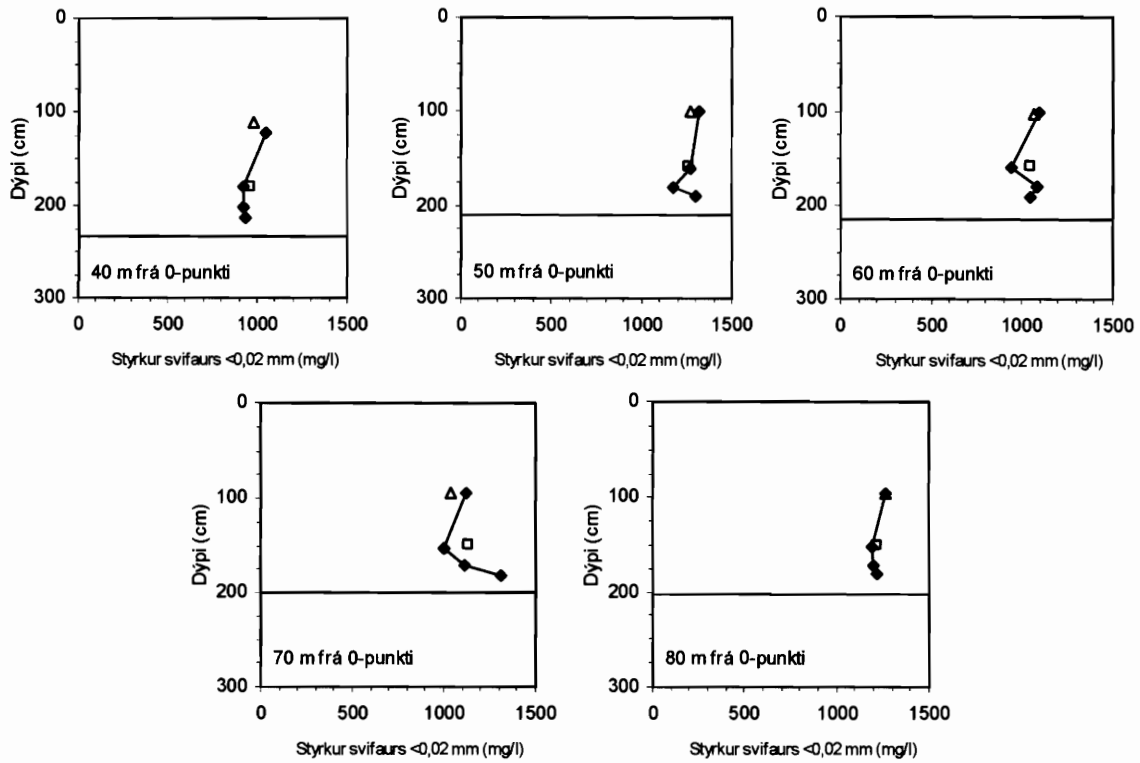 0
100
200
300
Dýpi (cm)
40 m frá 0-punkti
0 500 1000 1500
Styrkur svifaurs <0,02 mm (mg/l)
0
100
200
300
Dýpi (cm)
50 m frá 0-punkti
0 500 1000 1500
Styrkur svifaurs <0,02 mm (mg/l)
0
100
200
300
Dýpi (cm)
60 m frá 0-punkti
0 500 1000 1500
Styrkur svifaurs <0,02 mm (mg/l)
0
100
200
300
Dýpi (cm)
70 m frá 0-punkti
0 500 1000 1500
Styrkur svifaurs <0,02 mm (mg/l)
0
100
200
300
Dýpi (cm)
80 m frá 0-punkti
0 500 1000 1500
Styrkur svifaurs <0,02 mm (mg/l)